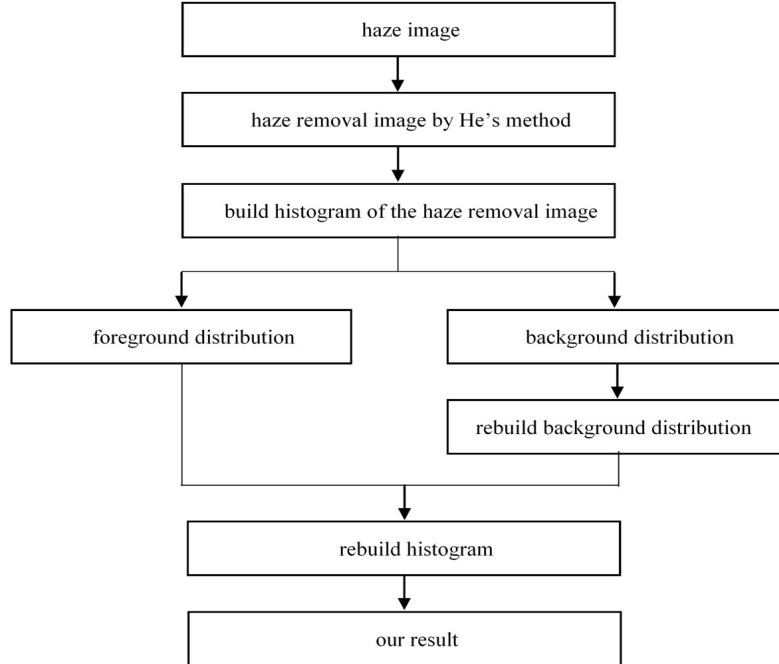 haze image
haze removal image by He's method
build histogram of the haze removal image
foreground distribution
background distribution
rebuild background distribution
rebuild histogram
our result